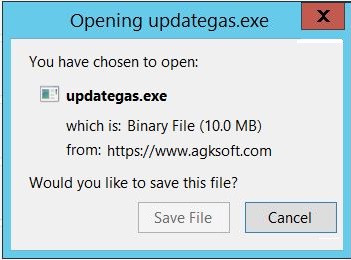 Opening updategas.exe
x
You have chosen to open:
updategas.exe
which is: Binary File (10.0 MB)
from: https://www.agksoft.com
Would you like to save this file?
Save File Cancel